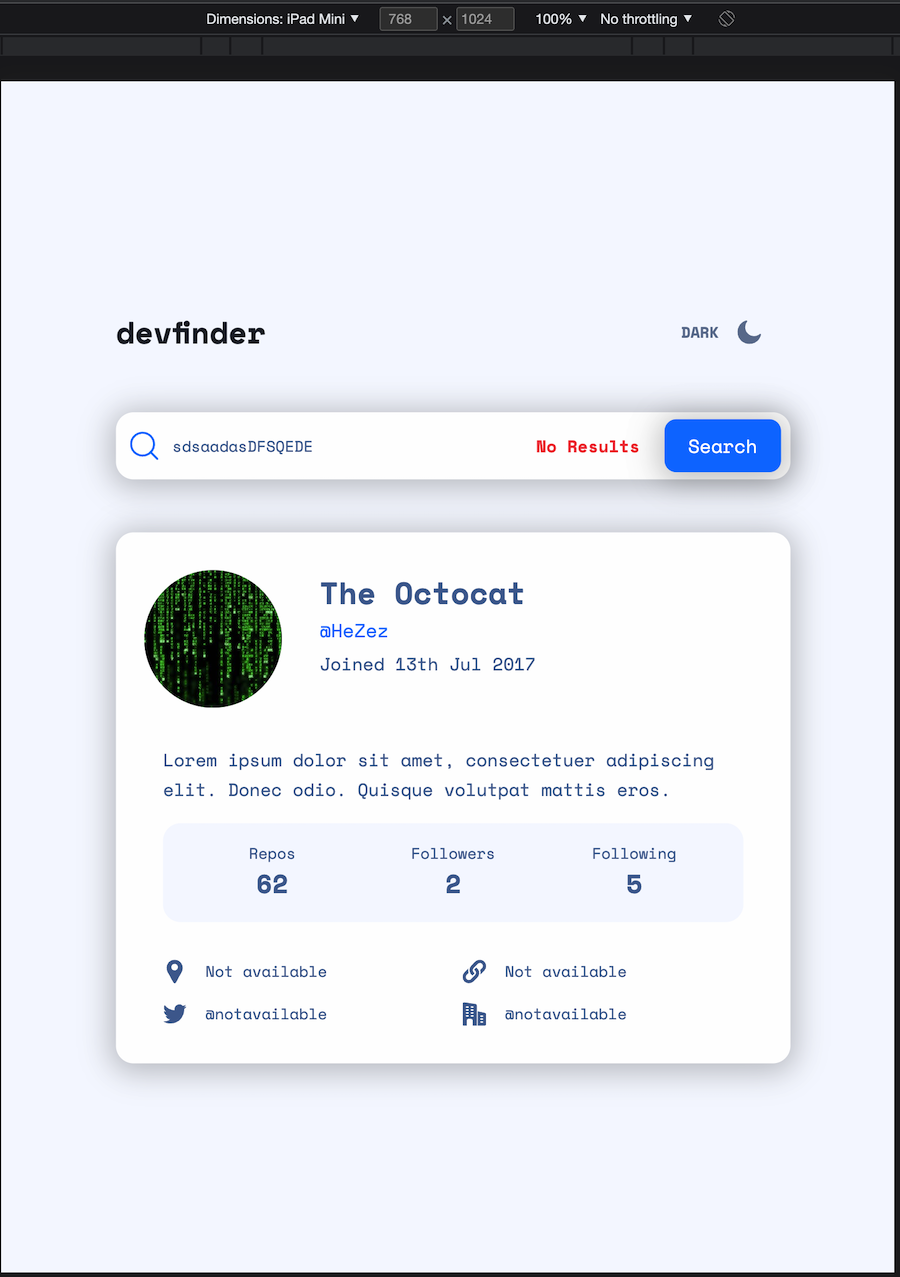 Dimensions: iPad Mini ▼ 768 × 1024 100% ▼ No throttling ▼
devfinder
DARK
sdsaadasDFSQEDE No Results Search
The Octocat
@HeZez
Joined 13th Jul 2017
Lorem ipsum dolor sit amet, consectetuer adipiscing
elit. Donec odio. Quisque volutpat mattis eros.
Repos Followers Following
62 2 5
Not available Not available
@notavailable @notavailable